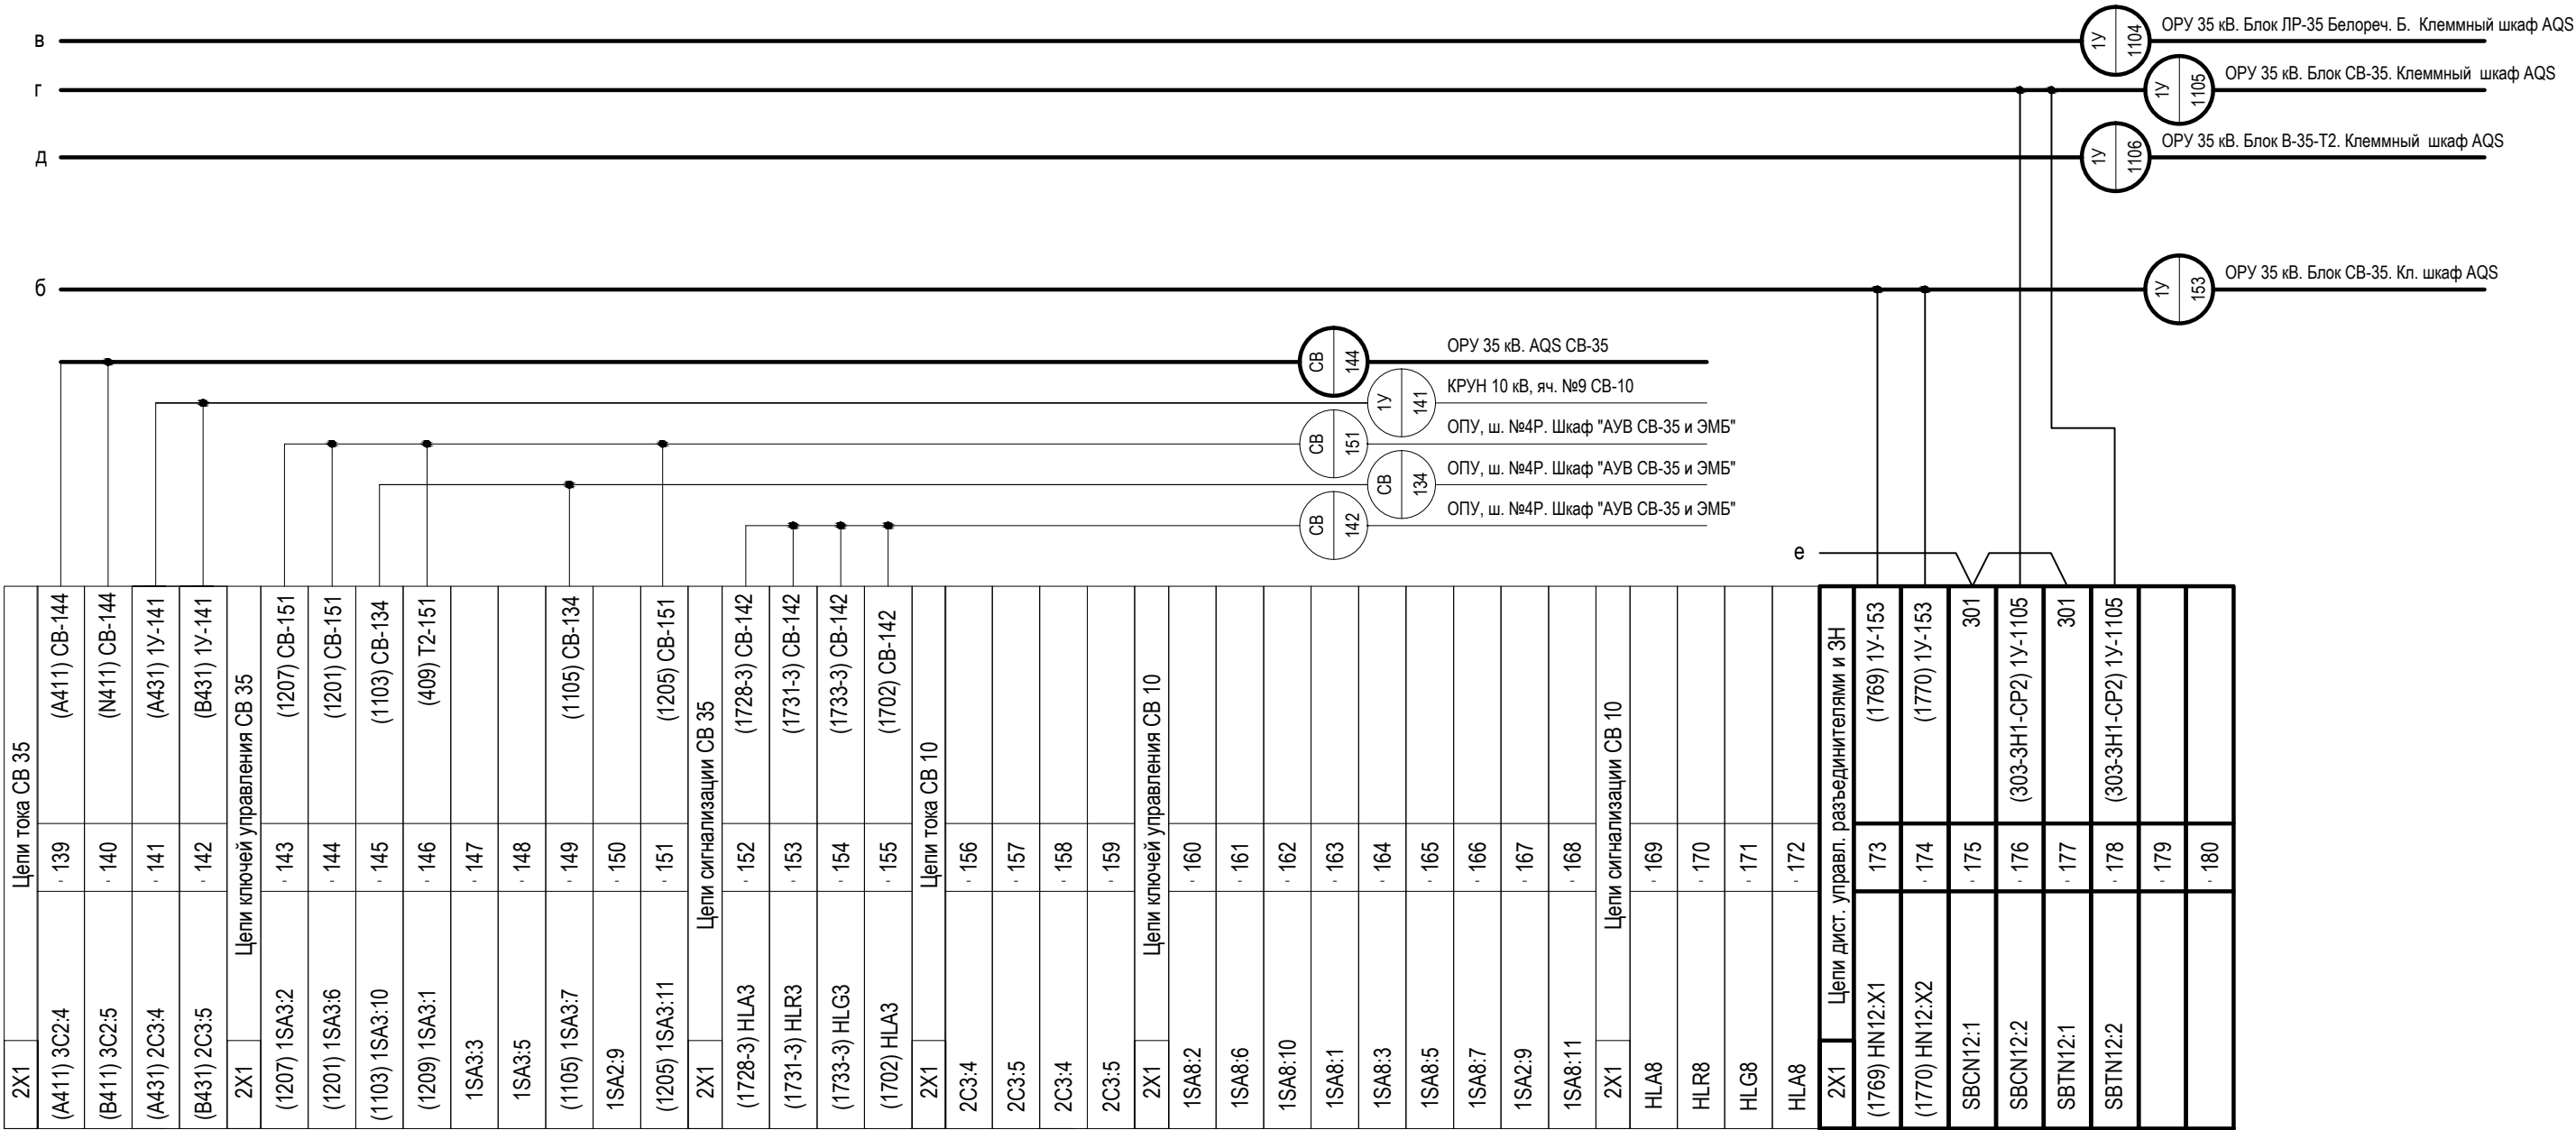 в
1У 1104
ОРУ 35 кВ. Блок ЛР-35 Белореч. Б. Клеммный шкаф AQS
г
1У 1105
ОРУ 35 кВ. Блок СВ-35. Клеммный шкаф AQS
д
1У 1106
ОРУ 35 кВ. Блок В-35-Т2. Клеммный шкаф AQS
б
1У 153
ОРУ 35 кВ. Блок СВ-35. Кл. шкаф AQS
СВ 144
ОРУ 35 кВ. AQS СВ-35
1У 141
КРУН 10 кВ, яч. №9 СВ-10
СВ 151
ОПУ, ш. №4Р. Шкаф "АУВ СВ-35 и ЭМБ"
СВ 134
ОПУ, ш. №4Р. Шкаф "АУВ СВ-35 и ЭМБ"
СВ 142
ОПУ, ш. №4Р. Шкаф "АУВ СВ-35 и ЭМБ"
е
2X1 Цепи тока СВ 35
(A411) 3C2:4 - 139 (A411) СВ-144
(B411) 3C2:5 - 140 (N411) СВ-144
(A431) 2C3:4 - 141 (A431) 1У-141
(B431) 2C3:5 - 142 (B431) 1У-141
2X1 Цепи ключей управления СВ 35
(1207) 1SA3:2 - 143 (1207) СВ-151
(1201) 1SA3:6 - 144 (1201) СВ-151
(1103) 1SA3:10 - 145 (1103) СВ-134
(1209) 1SA3:1 - 146 (409) Т2-151
1SA3:3 - 147
1SA3:5 - 148
(1105) 1SA3:7 - 149 (1105) СВ-134
1SA2:9 - 150
(1205) 1SA3:11 - 151 (1205) СВ-151
2X1 Цепи сигнализации СВ 35
(1728-3) HLA3 - 152 (1728-3) СВ-142
(1731-3) HLR3 - 153 (1731-3) СВ-142
(1733-3) HLG3 - 154 (1733-3) СВ-142
(1702) HLA3 - 155 (1702) СВ-142
2X1 Цепи тока СВ 10
2C3:4 - 156
2C3:5 - 157
2C3:4 - 158
2C3:5 - 159
2X1 Цепи ключей управления СВ 10
1SA8:2 - 160
1SA8:6 - 161
1SA8:10 - 162
1SA8:1 - 163
1SA8:3 - 164
1SA8:5 - 165
1SA8:7 - 166
1SA2:9 - 167
1SA8:11 - 168
2X1 Цепи сигнализации СВ 10
HLA8 - 169
HLR8 - 170
HLG8 - 171
HLA8 - 172
2X1 Цепи дист. управл. разъединителями и ЗН
(1769) HN12:X1 173 (1769) 1У-153
(1770) HN12:X2 - 174 (1770) 1У-153
SBCN12:1 - 175 301
SBCN12:2 - 176 (303-ЗН1-СР2) 1У-1105
SBTN12:1 - 177 301
SBTN12:2 - 178 (303-ЗН1-СР2) 1У-1105
- 179
- 180